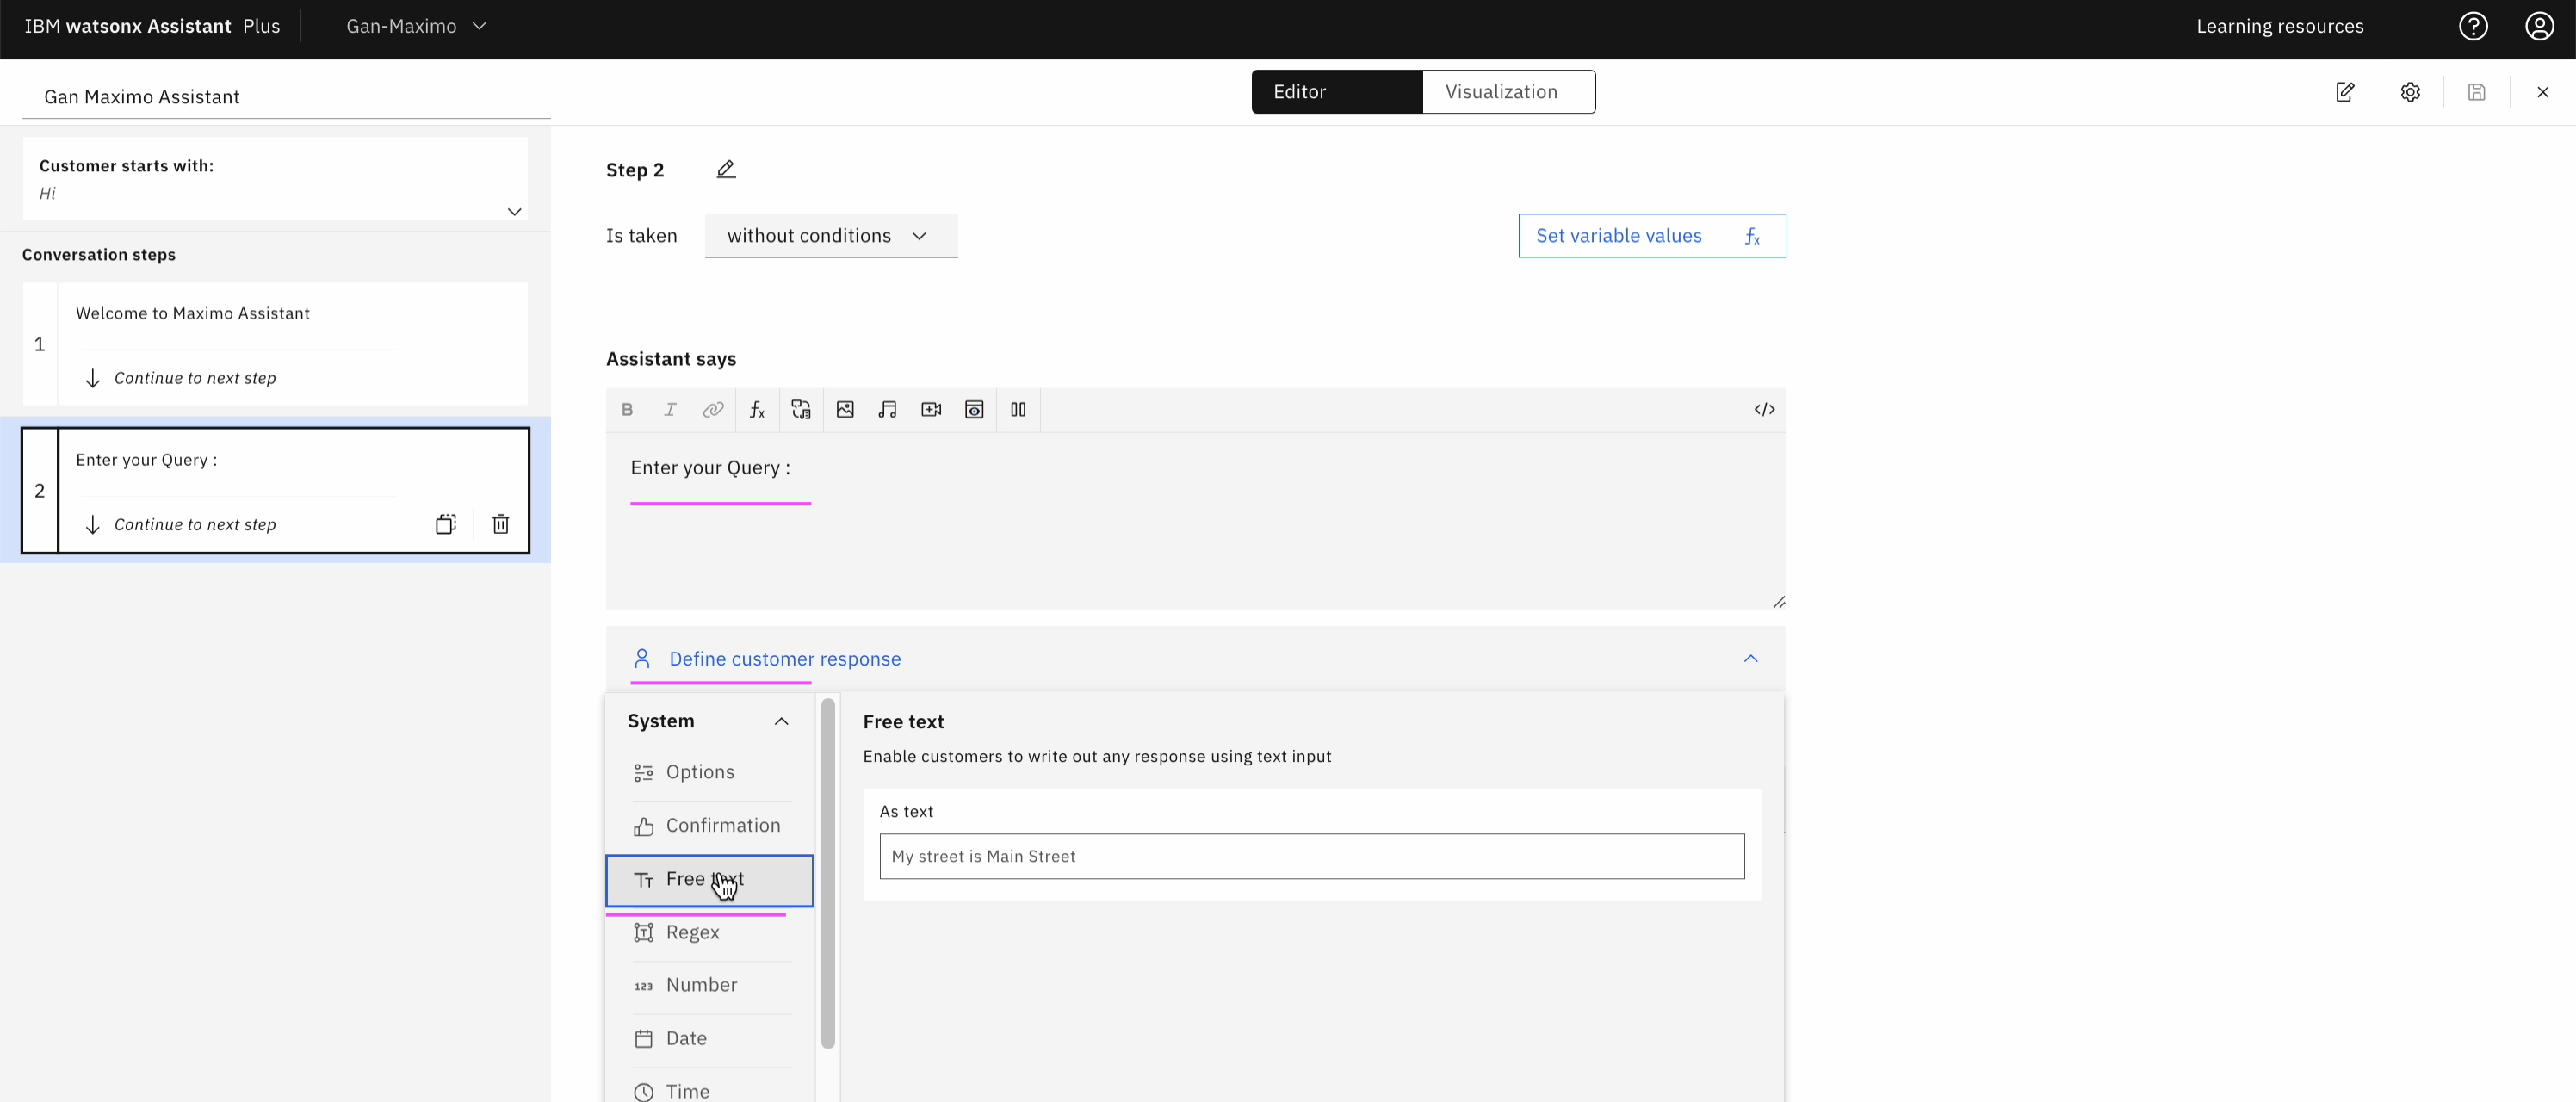 IBM watsonx Assistant Plus
Gan-Maximo
Learning resources
Gan Maximo Assistant
Editor
Visualization
Customer starts with:
Hi
Conversation steps
1
Welcome to Maximo Assistant
Continue to next step
2
Enter your Query :
Continue to next step
Step 2
Is taken
without conditions
Set variable values fx
Assistant says
B I fx </>
Enter your Query :
Define customer response
System
Options
Confirmation
Tт Free text
Regex
123 Number
Date
Time
Free text
Enable customers to write out any response using text input
As text
My street is Main Street